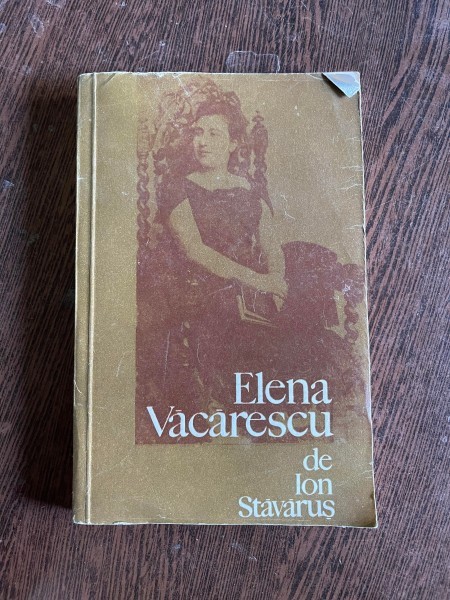 Elena
Văcărescu
de
Ion
Stăvăruș